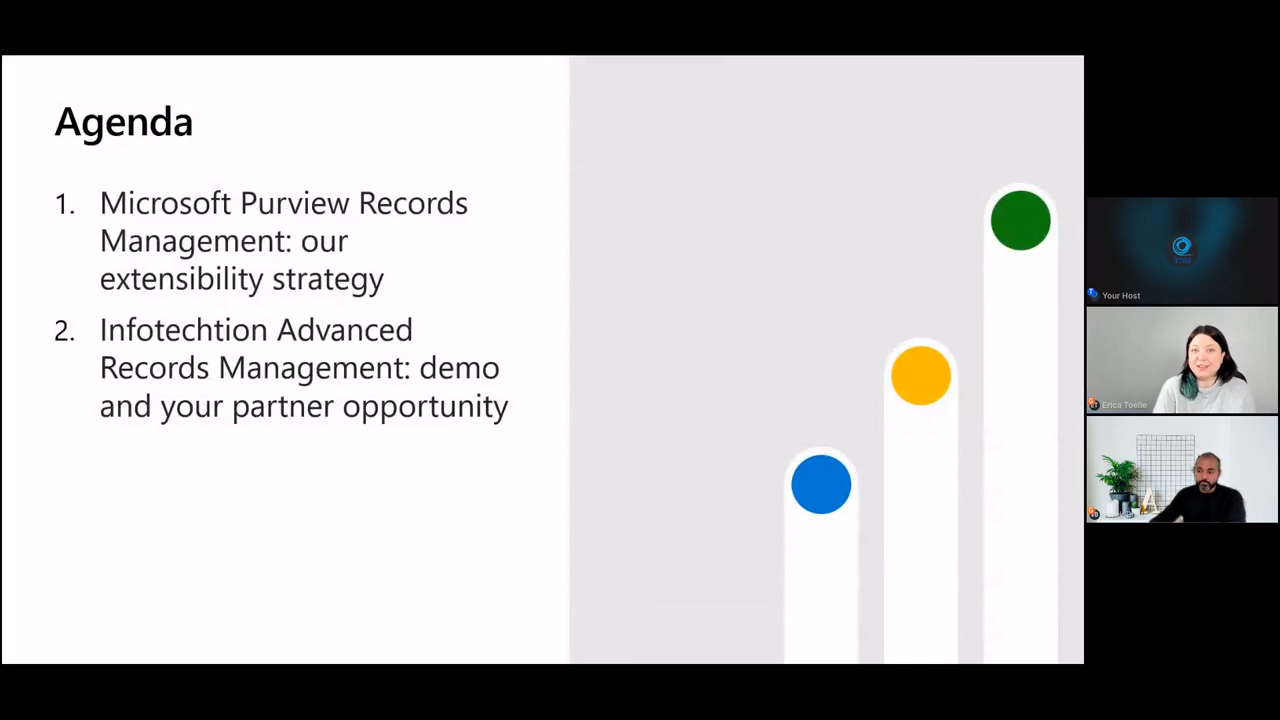 Agenda
1. Microsoft Purview Records
Management: our
extensibility strategy
2. Infotechtion Advanced
Records Management: demo
and your partner opportunity
Your Host
Erica Toelle
VB